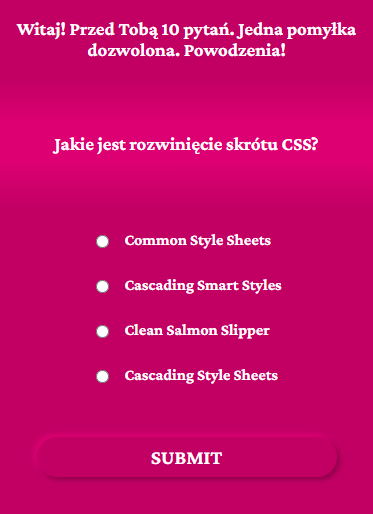 Witaj! Przed Tobą 10 pytań. Jedna pomyłka
dozwolona. Powodzenia!
Jakie jest rozwinięcie skrótu CSS?
Common Style Sheets
Cascading Smart Styles
Clean Salmon Slipper
Cascading Style Sheets
SUBMIT